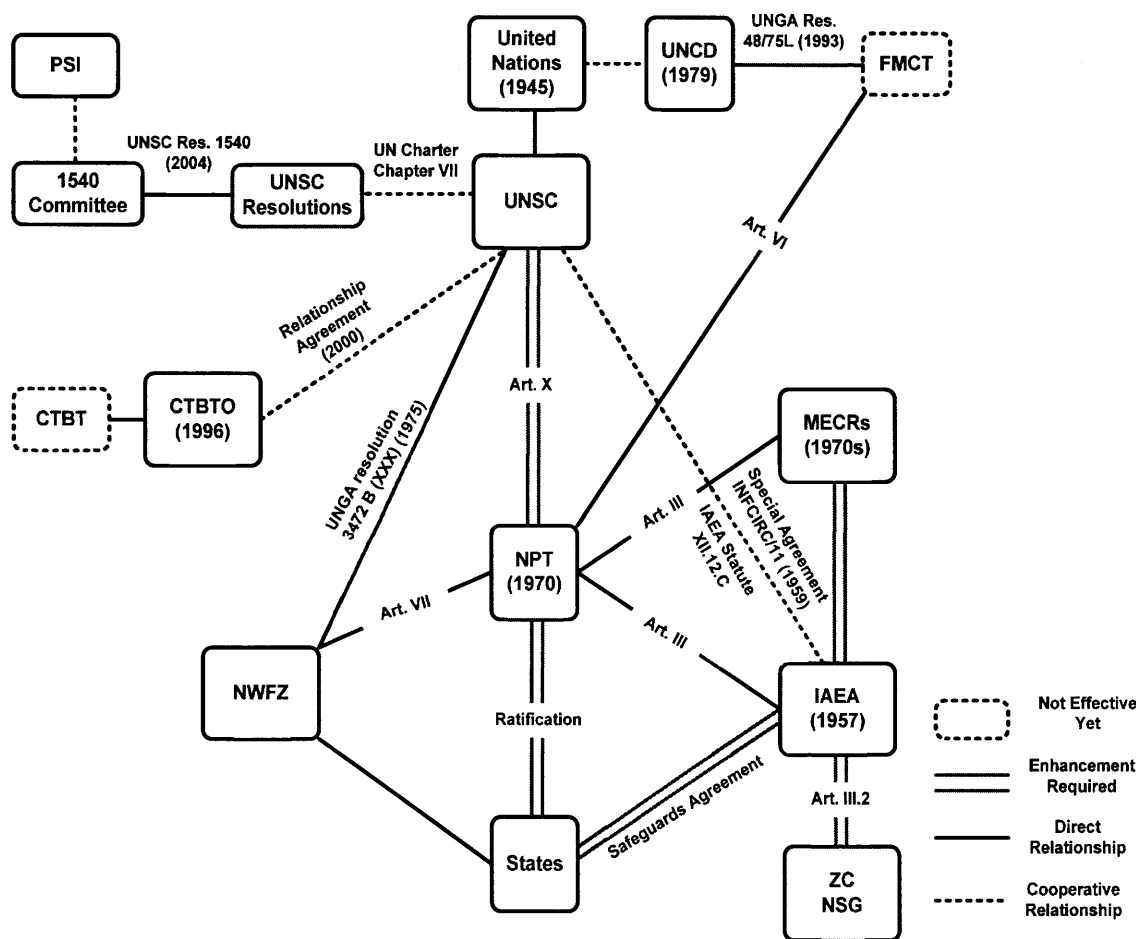 PSI
United
Nations
(1945)
UNCD
(1979)
UNGA Res.
48/75L (1993)
FMCT
UNSC Res. 1540
(2004)
UN Charter
Chapter VII
1540
Committee
UNSC
Resolutions
UNSC
Art. VI
Relationship
Agreement
(2000)
Art. X
CTBT
CTBTO
(1996)
UNGA resolution
3472 B (XXX) (1975)
MECRs
(1970s)
Art. III
Special Agreement
INFCIRC/11 (1959)
IAEA Statute
XII.12.C
NPT
(1970)
Art. VII
Art. III
NWFZ
IAEA
(1957)
Ratification
Safeguards Agreement
Art. III.2
States
ZC
NSG
Not Effective
Yet
Enhancement
Required
Direct
Relationship
Cooperative
Relationship